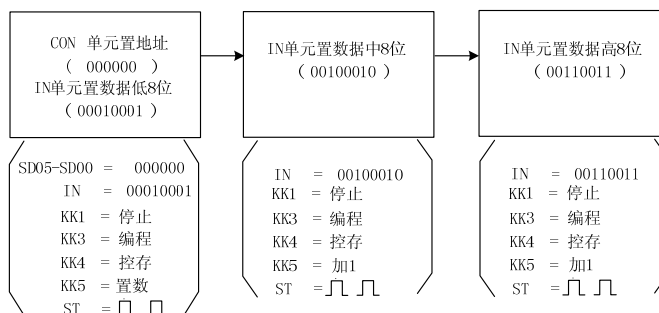 CON 单元置地址
( 000000 )
IN单元置数据低8位
(00010001)
IN单元置数据中8位
(00100010)
IN单元置数据高8位
(00110011)
SD05-SD00 = 000000
IN = 00010001
KK1 = 停止
KK3 = 编程
KK4 = 控存
KK5 = 置数
ST =
IN = 00100010
KK1 = 停止
KK3 = 编程
KK4 = 控存
KK5 = 加1
ST =
IN = 00110011
KK1 = 停止
KK3 = 编程
KK4 = 控存
KK5 = 加1
ST =